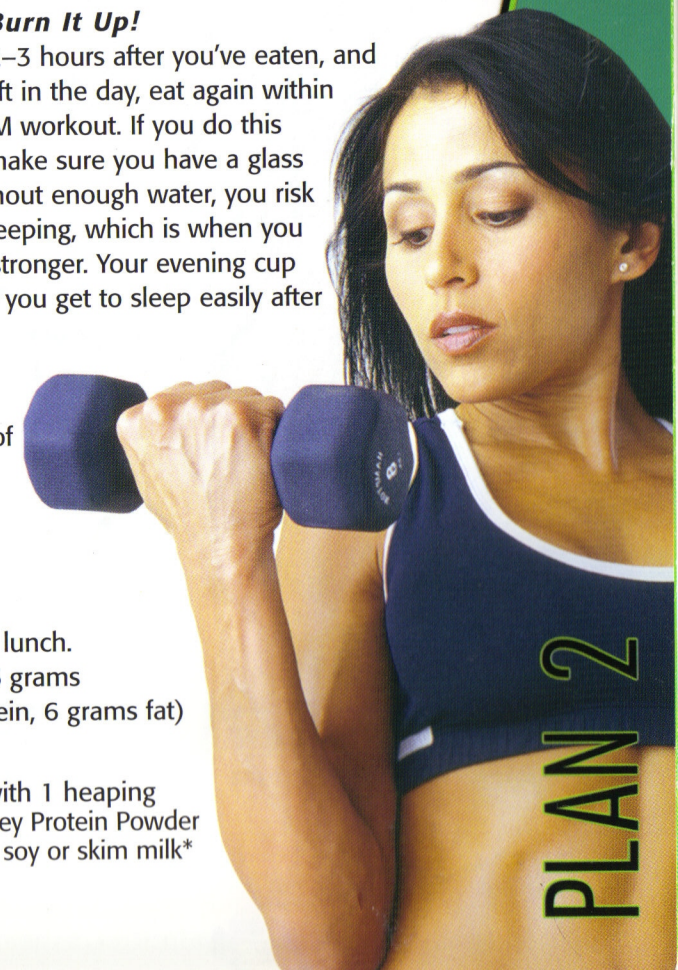 Burn It Up!
–3 hours after you've eaten, and
ft in the day, eat again within
M workout. If you do this
make sure you have a glass
hout enough water, you risk
eeping, which is when you
stronger. Your evening cup
you get to sleep easily after
of
lunch.
grams
ein, 6 grams fat)
with 1 heaping
ey Protein Powder
soy or skim milk*
8
PLAN 2